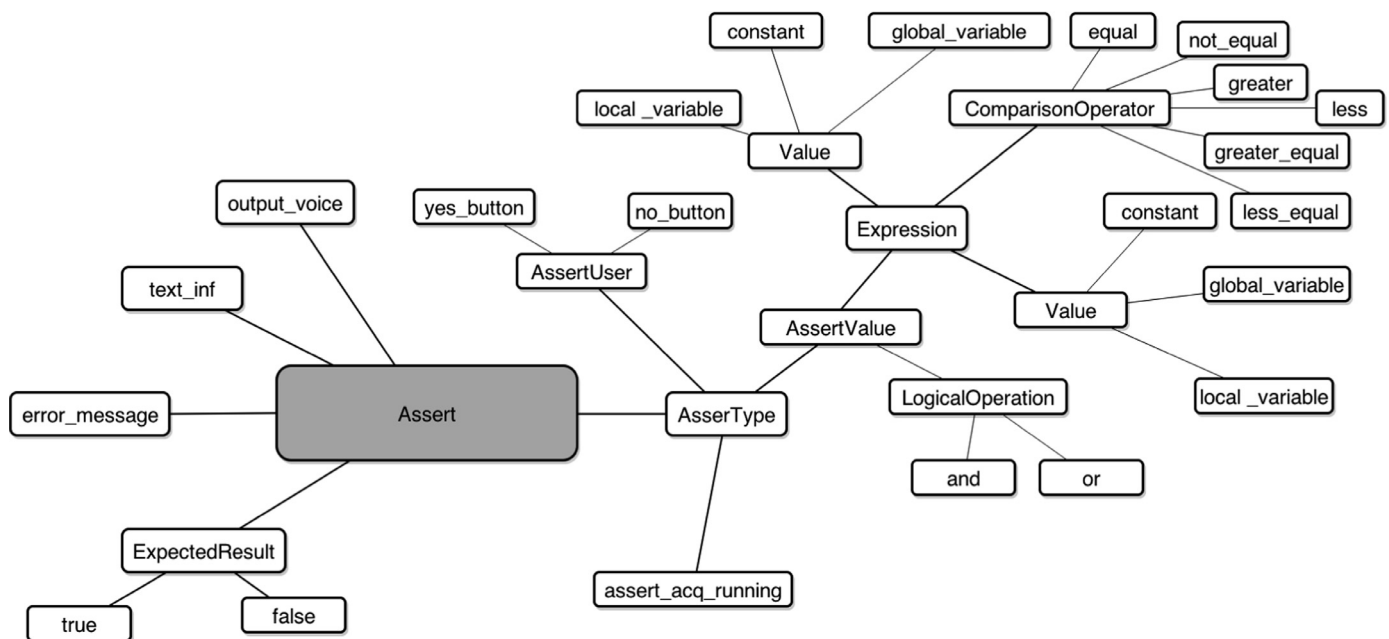 constant
global_variable
equal
not_equal
greater
local _variable
ComparisonOperator
less
Value
greater_equal
output_voice
yes_button
no_button
constant
less_equal
Expression
AssertUser
text_inf
global_variable
Value
AssertValue
error_message
Assert
AsserType
LogicalOperation
local _variable
and
or
ExpectedResult
assert_acq_running
true
false